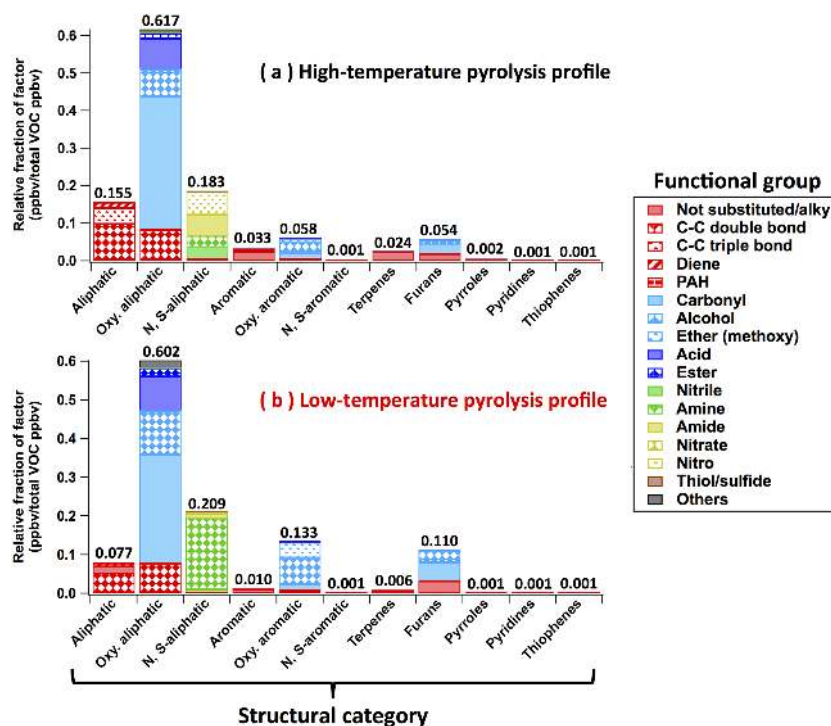 ( a ) High-temperature pyrolysis profile
Relative fraction of factor
(ppbv/total VOC ppbv)
0.6
0.5
0.4
0.3
0.2
0.1
0.0
0.155
0.617
0.183
0.033
0.058
0.001
0.024
0.054
0.002
0.001
0.001
Aliphatic
Oxy. aliphatic
N, S-aliphatic
Aromatic
Oxy. aromatic
N, S-aromatic
Terpenes
Furans
Pyrroles
Pyridines
Thiophenes
( b ) Low-temperature pyrolysis profile
Relative fraction of factor
(ppbv/total VOC ppbv)
0.6
0.5
0.4
0.3
0.2
0.1
0.0
0.077
0.602
0.209
0.010
0.133
0.001
0.006
0.110
0.001
0.001
0.001
Aliphatic
Oxy. aliphatic
N, S-aliphatic
Aromatic
Oxy. aromatic
N, S-aromatic
Terpenes
Furans
Pyrroles
Pyridines
Thiophenes
Structural category
Functional group
Not substituted/alky
C-C double bond
C-C triple bond
Diene
PAH
Carbonyl
Alcohol
Ether (methoxy)
Acid
Ester
Nitrile
Amine
Amide
Nitrate
Nitro
Thiol/sulfide
Others